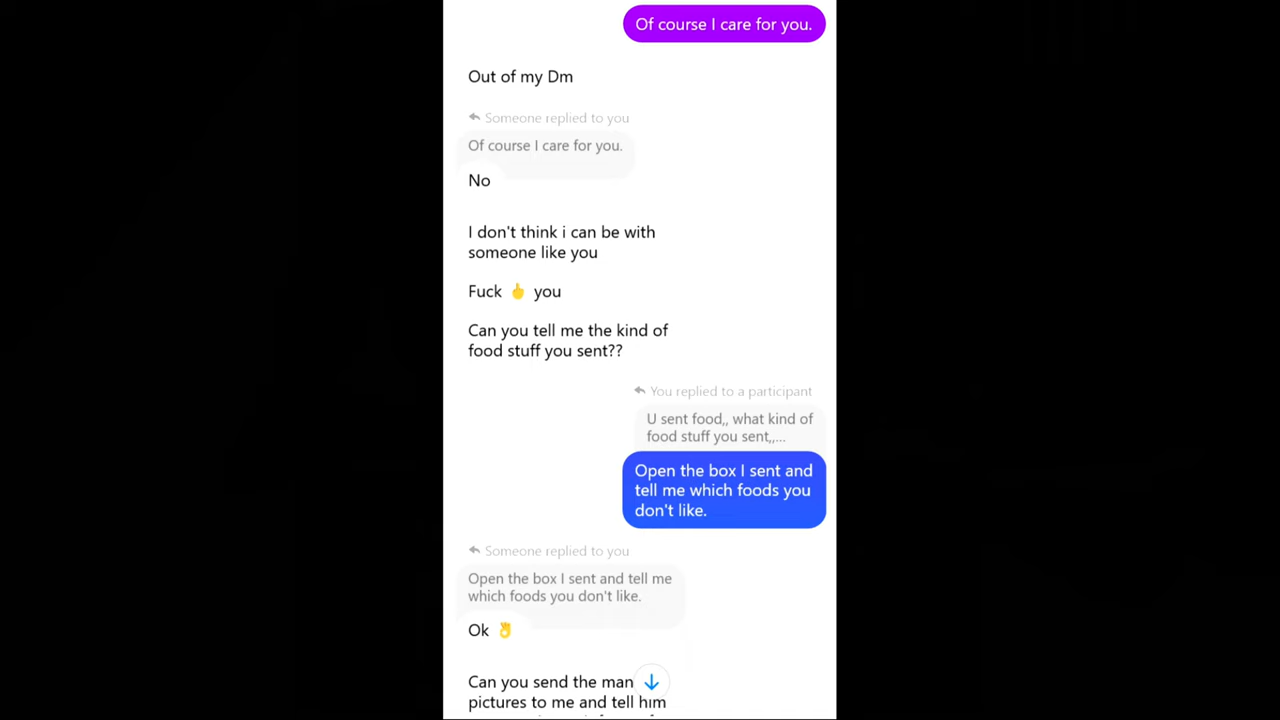 Of course I care for you.
Out of my Dm
Someone replied to you
Of course I care for you.
No
I don't think i can be with
someone like you
Fuck 🖕 you
Can you tell me the kind of
food stuff you sent??
You replied to a participant
U sent food,, what kind of
food stuff you sent,,...
Open the box I sent and
tell me which foods you
don't like.
Someone replied to you
Open the box I sent and tell me
which foods you don't like.
Ok 👌
Can you send the man
pictures to me and tell him